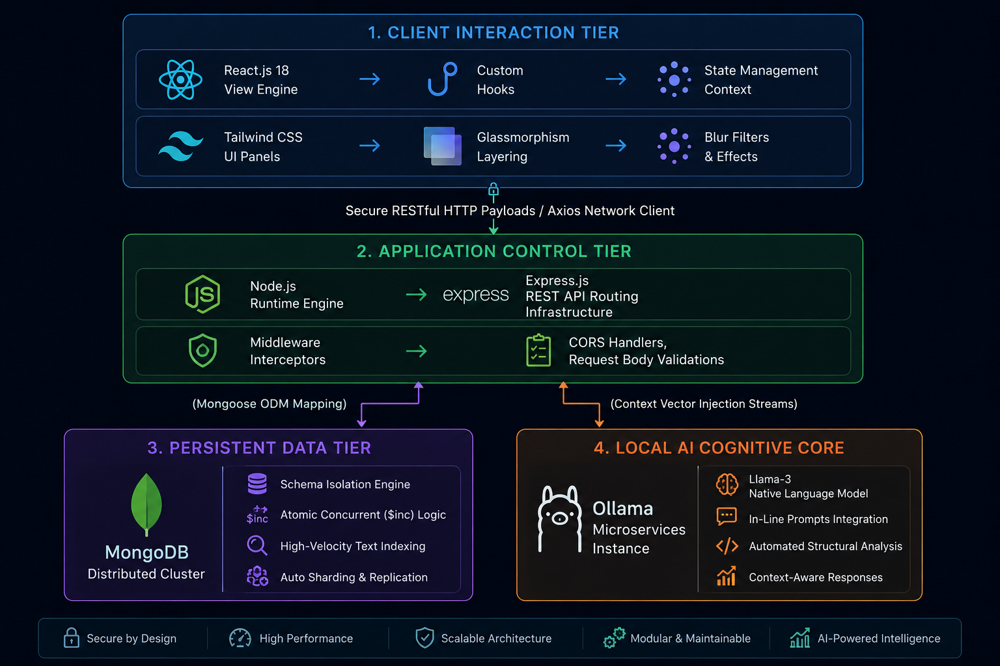 1. CLIENT INTERACTION TIER
React.js 18
View Engine
Custom
Hooks
State Management
Context
Tailwind CSS
UI Panels
Glassmorphism
Layering
Blur Filters
& Effects
Secure RESTful HTTP Payloads / Axios Network Client
2. APPLICATION CONTROL TIER
JS
Node.js
Runtime Engine
express
Express.js
REST API Routing
Infrastructure
Middleware
Interceptors
CORS Handlers,
Request Body Validations
(Mongoose ODM Mapping)
(Context Vector Injection Streams)
3. PERSISTENT DATA TIER
MongoDB
Distributed Cluster
Schema Isolation Engine
$inc
Atomic Concurrent ($inc) Logic
High-Velocity Text Indexing
Auto Sharding & Replication
4. LOCAL AI COGNITIVE CORE
Ollama
Microservices
Instance
Llama-3
Native Language Model
In-Line Prompts Integration
Automated Structural Analysis
Context-Aware Responses
Secure by Design
High Performance
Scalable Architecture
Modular & Maintainable
AI-Powered Intelligence